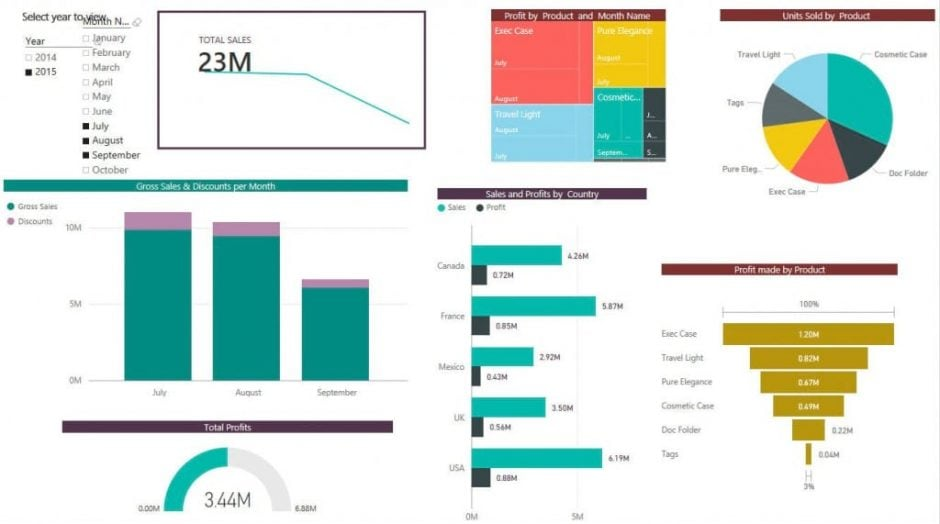 Select year to view
Month N...
Year
2014
2015
January
February
March
April
May
June
July
August
September
October
TOTAL SALES
23M
Profit by Product and Month Name
Exec Case
July
August
Travel Light
August
July
Pure Elegance
August
July
Cosmetic...
July
...
Septem...
J...
A...
S...
Units Sold by Product
Travel Light
Cosmetic Case
Tags
Pure Eleg...
Exec Case
Doc Folder
Gross Sales & Discounts per Month
Gross Sales
Discounts
10M
5M
0M
July
August
September
Total Profits
0.00M
3.44M
6.88M
Sales and Profits by Country
Sales
Profit
Canada
4.26M
0.72M
France
5.87M
0.85M
Mexico
2.92M
0.43M
UK
3.50M
0.56M
USA
6.19M
0.88M
0M
5M
Profit made by Product
100%
Exec Case
1.20M
Travel Light
0.82M
Pure Elegance
0.67M
Cosmetic Case
0.49M
Doc Folder
0.22M
Tags
0.04M
3%